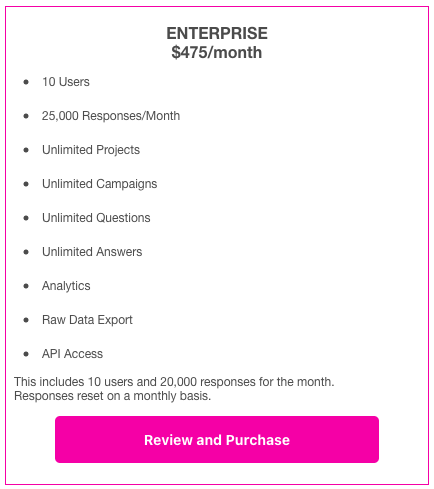 ENTERPRISE
$475/month
• 10 Users
• 25,000 Responses/Month
• Unlimited Projects
• Unlimited Campaigns
• Unlimited Questions
• Unlimited Answers
• Analytics
• Raw Data Export
• API Access
This includes 10 users and 20,000 responses for the month.
Responses reset on a monthly basis.
Review and Purchase